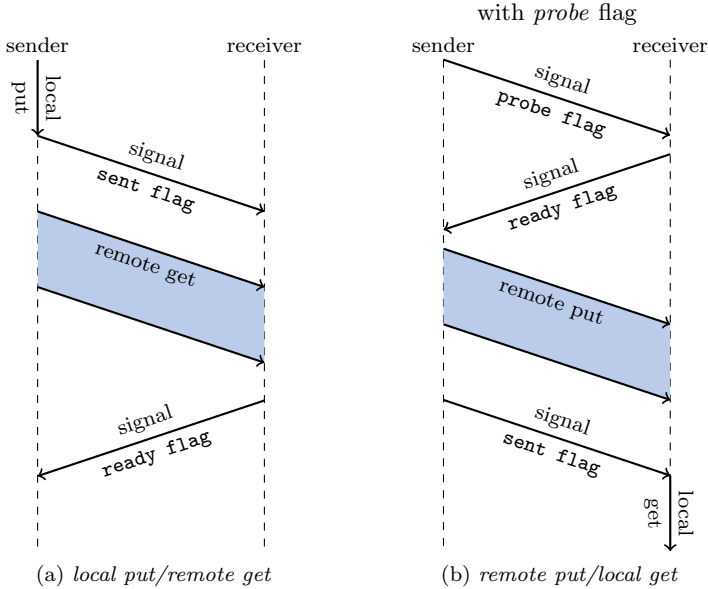 with probe flag
sender
receiver
local
put
signal
sent flag
remote get
signal
ready flag
(a) local put/remote get
sender
receiver
signal
probe flag
signal
ready flag
remote put
signal
sent flag
local
get
(b) remote put/local get